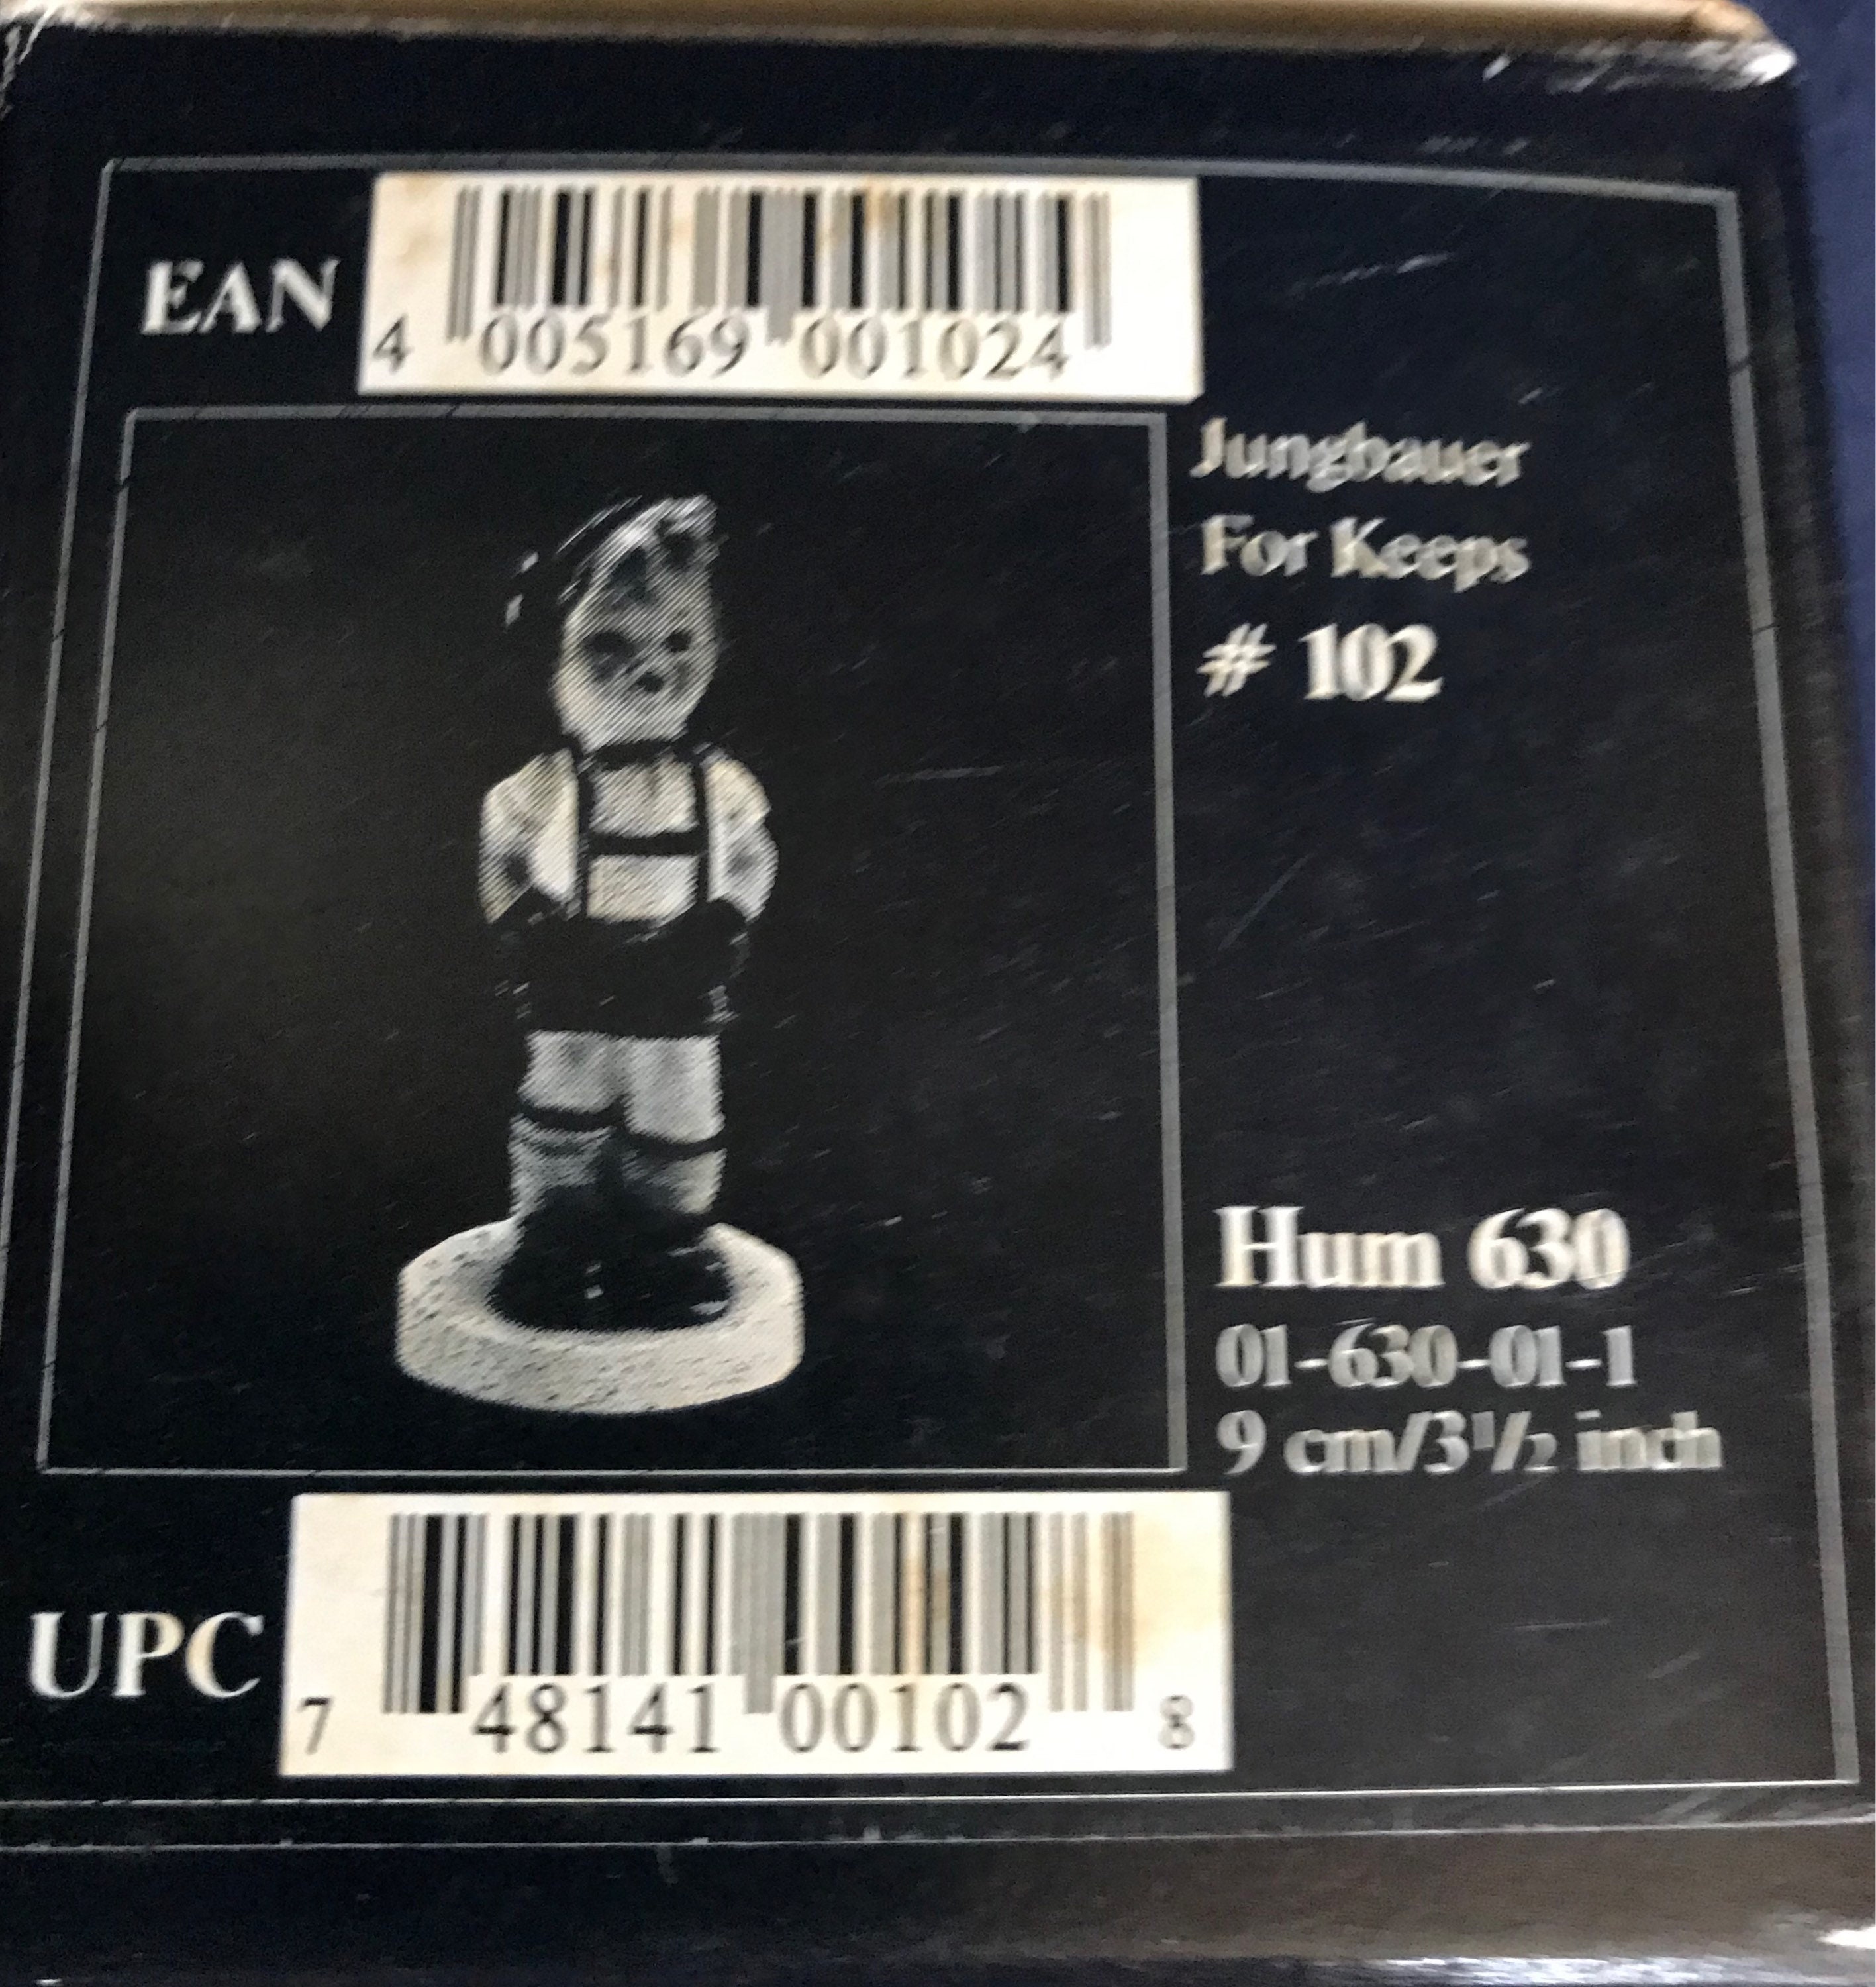 EAN
4 005169 001024
Jungbauer
For Keeps
# 102
Hum 630
01-630-01-1
9 cm/3½ inch
UPC
7 48141 00102 8